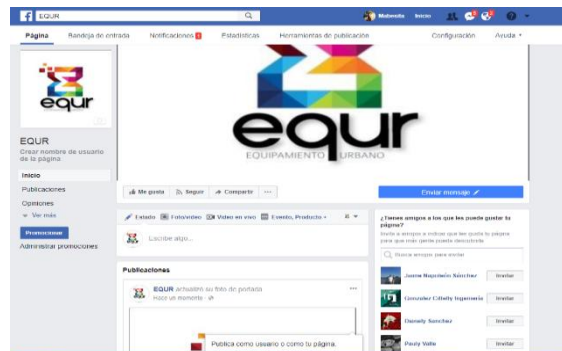 EQUR
Mabesita Inicio
Página Bandeja de entrada Notificaciones Estadísticas Herramientas de publicación Configuración Ayuda
equr
equr
EQUIPAMIENTO URBANO
EQUR
Crear nombre de usuario
de la página
Inicio
Publicaciones
Opiniones
Ver más
Promocionar
Administrar promociones
Me gusta Seguir Compartir ...
Enviar mensaje
Estado Foto/video Video en vivo Evento, Producto
Escribe algo...
Publicaciones
EQUR actualizó su foto de portada
Hace un momento
Publica como usuario o como tu página.
¿Tienes amigos a los que les puede gustar tu
página?
Invita a amigos a indicar que les gusta tu página
para que más gente pueda descubrirla
Busca amigos para invitar
Jaime Napoleón Sánchez Invitar
Gonzalez Ingeniería Invitar
Sanchez Invitar
Pauly Valle Invitar